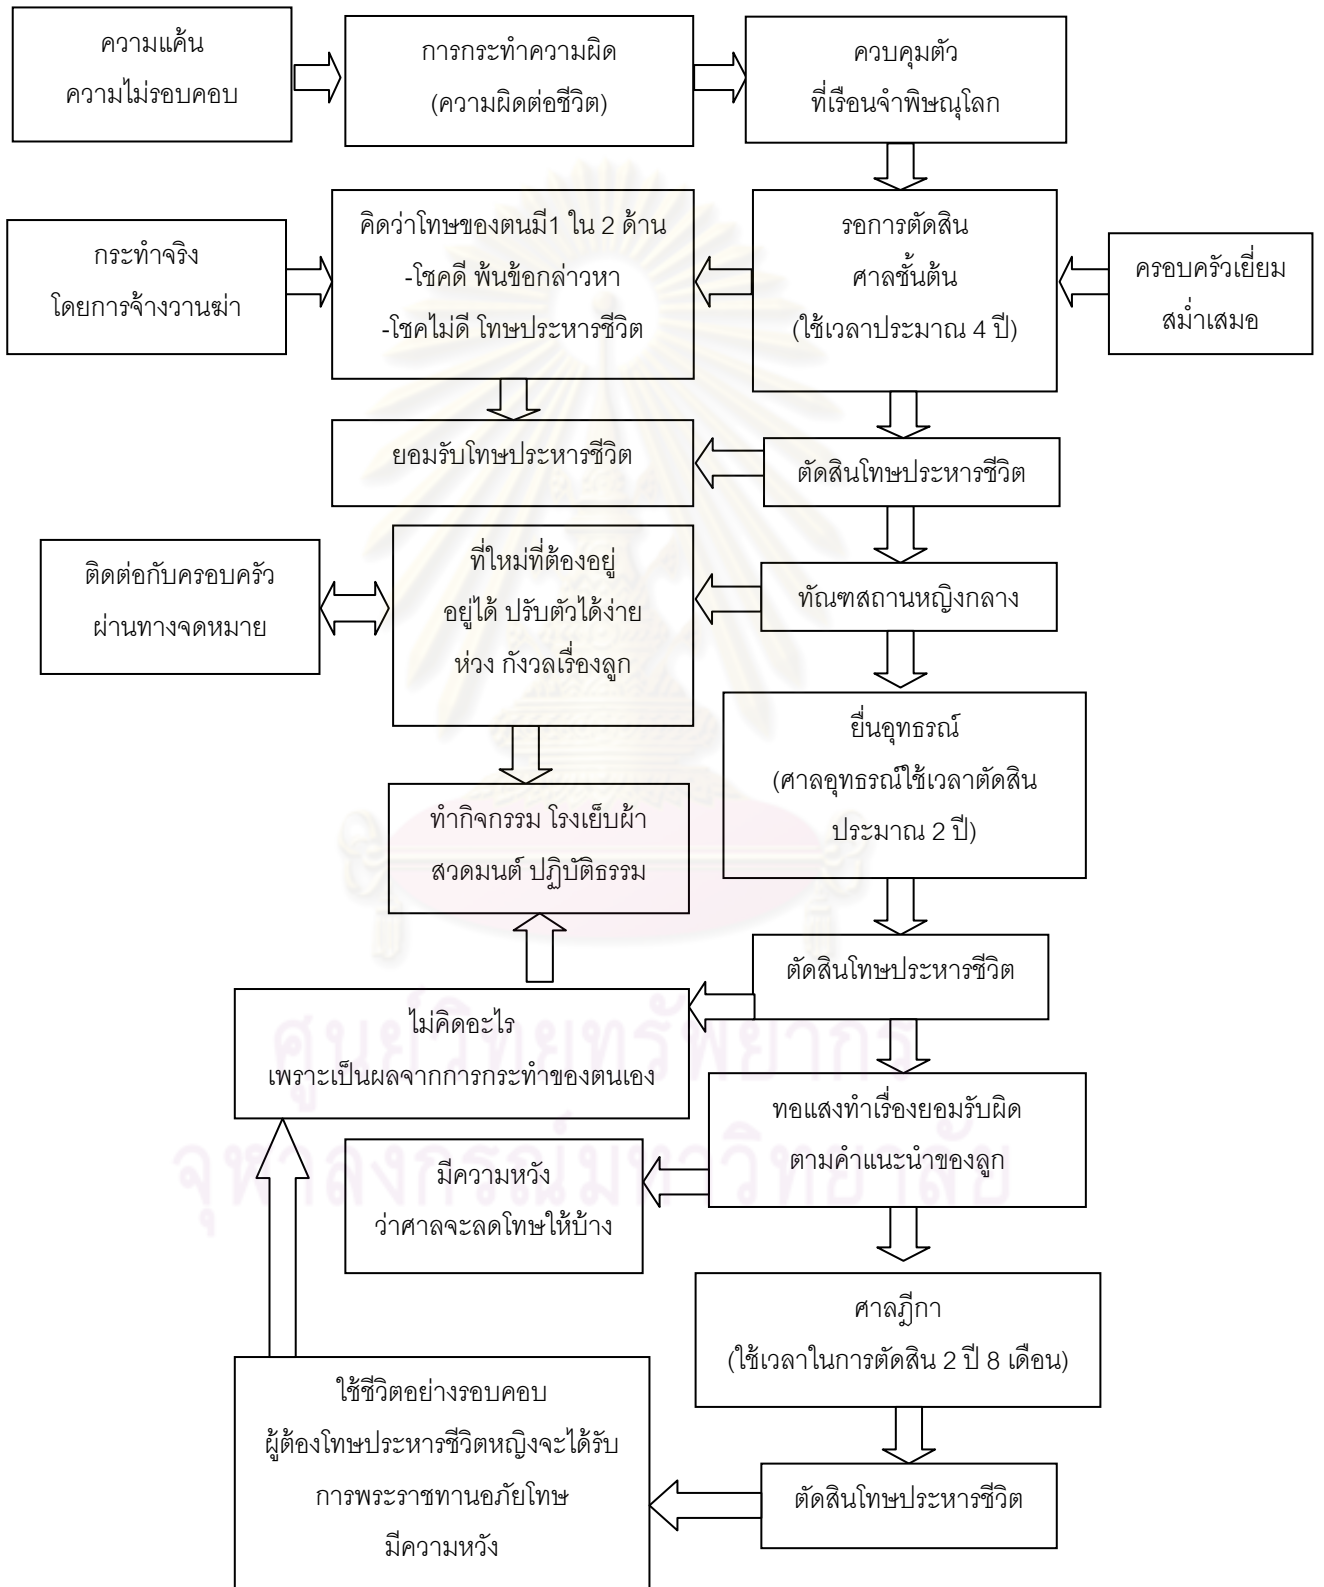 ความแค้น
ความไม่รอบคอบ
การกระทำความผิด
(ความผิดต่อชีวิต)
ควบคุมตัว
ที่เรือนจำพิษณุโลก
กระทำจริง
โดยการจ้างวานฆ่า
คิดว่าโทษของตนมี1 ใน 2 ด้าน
-โชคดี พ้นข้อกล่าวหา
-โชคไม่ดี โทษประหารชีวิต
รอการตัดสิน
ศาลชั้นต้น
(ใช้เวลาประมาณ 4 ปี)
ครอบครัวเยี่ยม
สม่ำเสมอ
ยอมรับโทษประหารชีวิต
ตัดสินโทษประหารชีวิต
ติดต่อกับครอบครัว
ผ่านทางจดหมาย
ที่ใหม่ที่ต้องอยู่
อยู่ได้ ปรับตัวได้ง่าย
ห่วง กังวลเรื่องลูก
ทัณฑสถานหญิงกลาง
ยื่นอุทธรณ์
(ศาลอุทธรณ์ใช้เวลาตัดสิน
ประมาณ 2 ปี)
ทำกิจกรรม โรงเย็บผ้า
สวดมนต์ ปฏิบัติธรรม
ตัดสินโทษประหารชีวิต
ไม่คิดอะไร
เพราะเป็นผลจากการกระทำของตนเอง
ทอแสงทำเรื่องยอมรับผิด
ตามคำแนะนำของลูก
มีความหวัง
ว่าศาลจะลดโทษให้บ้าง
ศาลฎีกา
(ใช้เวลาในการตัดสิน 2 ปี 8 เดือน)
ใช้ชีวิตอย่างรอบคอบ
ผู้ต้องโทษประหารชีวิตหญิงจะได้รับ
การพระราชทานอภัยโทษ
มีความหวัง
ตัดสินโทษประหารชีวิต
ศูนย์วิทยทรัพยากร
จุฬาลงกรณ์มหาวิทยาลัย